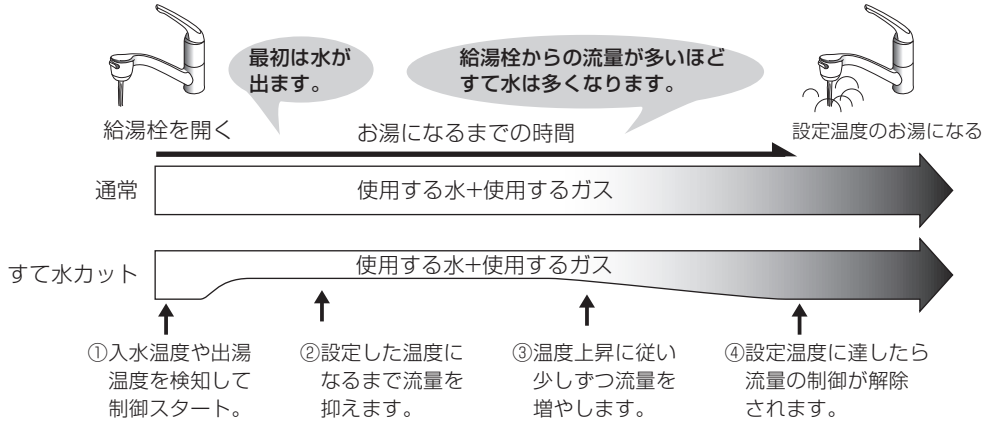 最初は水が
出ます。
給湯栓からの流量が多いほど
すて水は多くなります。
給湯栓を開く
お湯になるまでの時間
設定温度のお湯になる
通常
使用する水+使用するガス
すて水カット
使用する水+使用するガス
①入水温度や出湯
温度を検知して
制御スタート。
②設定した温度に
なるまで流量を
抑えます。
③温度上昇に従い
少しずつ流量を
増やします。
④設定温度に達したら
流量の制御が解除
されます。